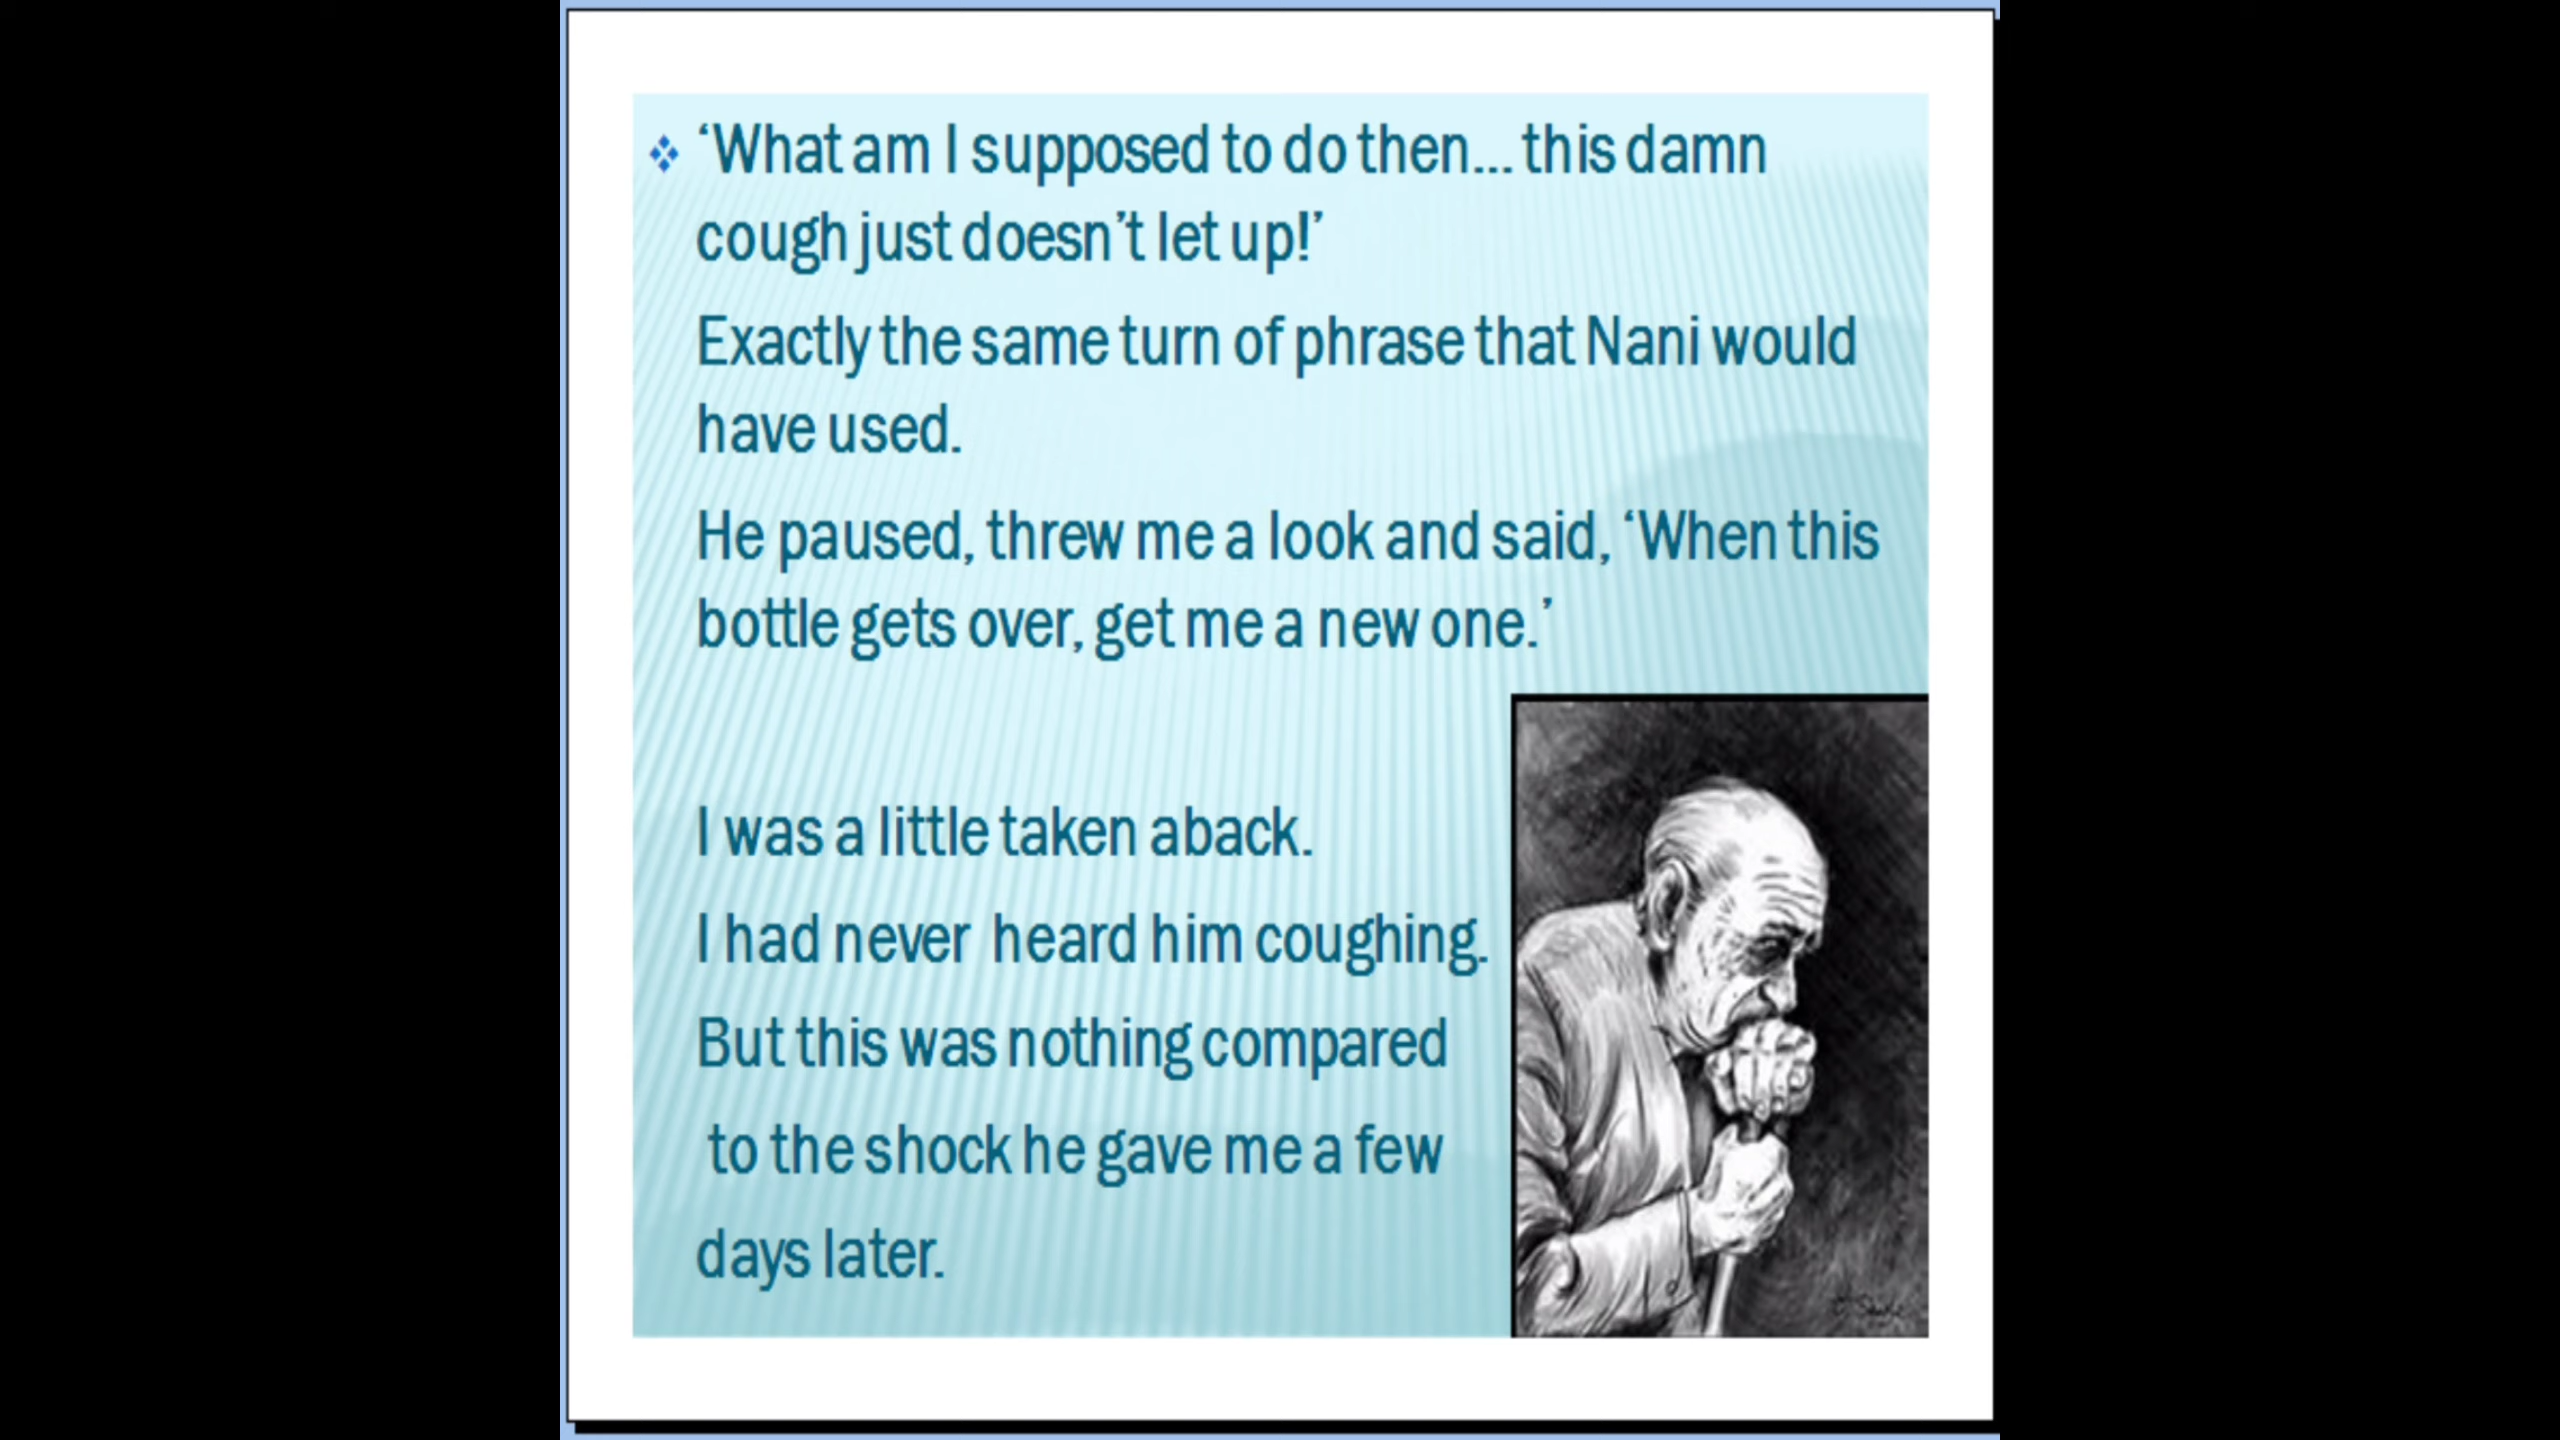 ‘What am I supposed to do then... this damn
cough just doesn’t let up!’
Exactly the same turn of phrase that Nani would
have used.
He paused, threw me a look and said, ‘When this
bottle gets over, get me a new one.’
I was a little taken aback.
I had never heard him coughing.
But this was nothing compared
to the shock he gave me a few
days later.